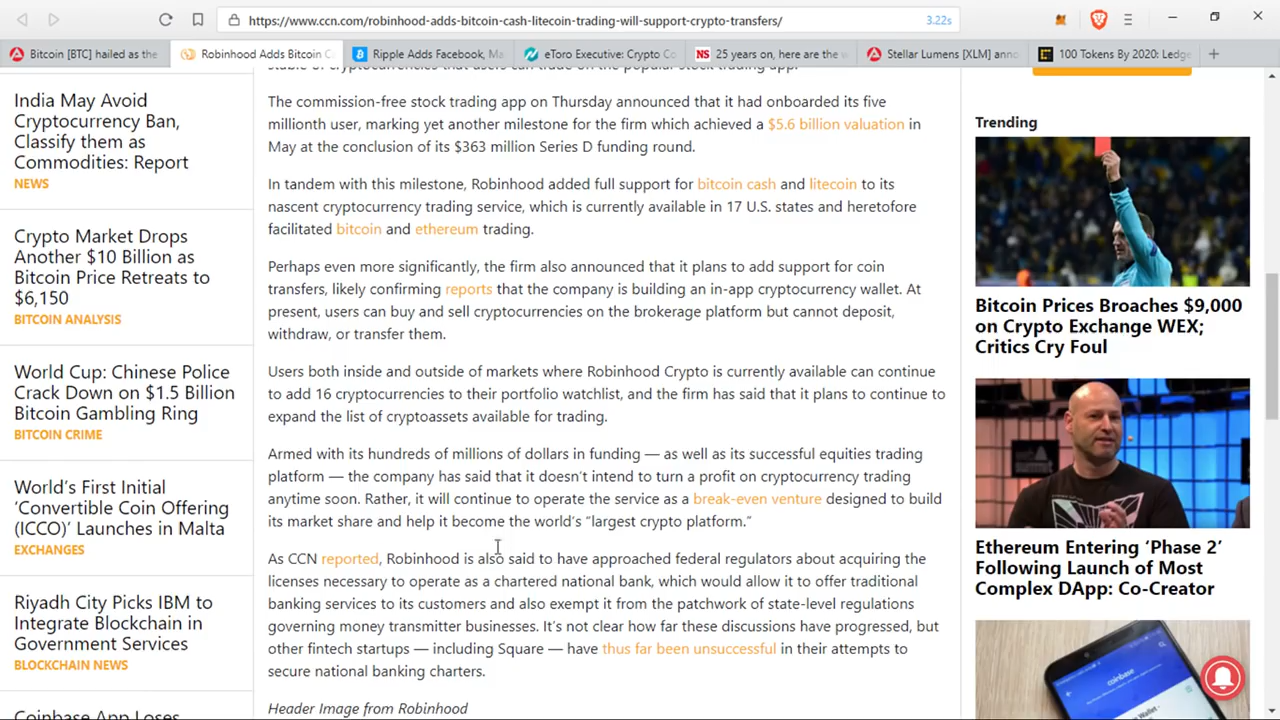 https://www.ccn.com/robinhood-adds-bitcoin-cash-litecoin-trading-will-support-crypto-transfers/
3.22s
Bitcoin [BTC] hailed as the
Robinhood Adds Bitcoin C
Ripple Adds Facebook, Ma
eToro Executive: Crypto Co
25 years on, here are the w
Stellar Lumens [XLM] anno
100 Tokens By 2020: Ledge
India May Avoid
Cryptocurrency Ban,
Classify them as
Commodities: Report
NEWS
Crypto Market Drops
Another $10 Billion as
Bitcoin Price Retreats to
$6,150
BITCOIN ANALYSIS
World Cup: Chinese Police
Crack Down on $1.5 Billion
Bitcoin Gambling Ring
BITCOIN CRIME
World's First Initial
'Convertible Coin Offering
(ICCO)' Launches in Malta
EXCHANGES
Riyadh City Picks IBM to
Integrate Blockchain in
Government Services
BLOCKCHAIN NEWS
Coinbase App Loses
stable of cryptocurrencies that users can trade on the popular stock trading app.
The commission-free stock trading app on Thursday announced that it had onboarded its five
millionth user, marking yet another milestone for the firm which achieved a $5.6 billion valuation in
May at the conclusion of its $363 million Series D funding round.
In tandem with this milestone, Robinhood added full support for bitcoin cash and litecoin to its
nascent cryptocurrency trading service, which is currently available in 17 U.S. states and heretofore
facilitated bitcoin and ethereum trading.
Perhaps even more significantly, the firm also announced that it plans to add support for coin
transfers, likely confirming reports that the company is building an in-app cryptocurrency wallet. At
present, users can buy and sell cryptocurrencies on the brokerage platform but cannot deposit,
withdraw, or transfer them.
Users both inside and outside of markets where Robinhood Crypto is currently available can continue
to add 16 cryptocurrencies to their portfolio watchlist, and the firm has said that it plans to continue to
expand the list of cryptoassets available for trading.
Armed with its hundreds of millions of dollars in funding — as well as its successful equities trading
platform — the company has said that it doesn't intend to turn a profit on cryptocurrency trading
anytime soon. Rather, it will continue to operate the service as a break-even venture designed to build
its market share and help it become the world's "largest crypto platform."
As CCN reported, Robinhood is also said to have approached federal regulators about acquiring the
licenses necessary to operate as a chartered national bank, which would allow it to offer traditional
banking services to its customers and also exempt it from the patchwork of state-level regulations
governing money transmitter businesses. It's not clear how far these discussions have progressed, but
other fintech startups — including Square — have thus far been unsuccessful in their attempts to
secure national banking charters.
Header Image from Robinhood
Trending
Bitcoin Prices Broaches $9,000
on Crypto Exchange WEX;
Critics Cry Foul
Ethereum Entering 'Phase 2'
Following Launch of Most
Complex DApp: Co-Creator
coinbase